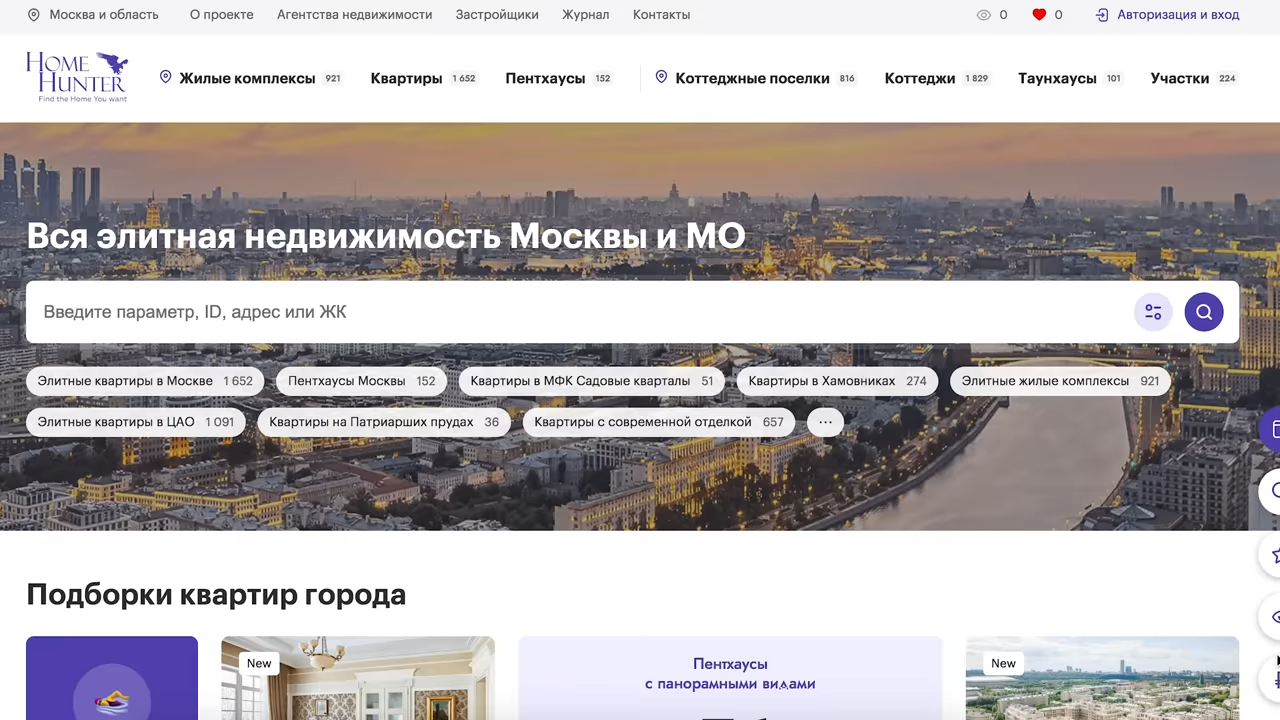 Москва и область О проекте Агентства недвижимости Застройщики Журнал Контакты 0 0 Авторизация и вход
HOME
HUNTER
Find the Home You want
Жилые комплексы 921 Квартиры 1 652 Пентхаусы 152 Коттеджные поселки 816 Коттеджи 1 829 Таунхаусы 101 Участки 224
Вся элитная недвижимость Москвы и МО
Введите параметр, ID, адрес или ЖК
Элитные квартиры в Москве 1 652 Пентхаусы Москвы 152 Квартиры в МФК Садовые кварталы 51 Квартиры в Хамовниках 274 Элитные жилые комплексы 921
Элитные квартиры в ЦАО 1 091 Квартиры на Патриарших прудах 36 Квартиры с современной отделкой 657 ...
Подборки квартир города
New
Пентхаусы
с панорамными видами
New